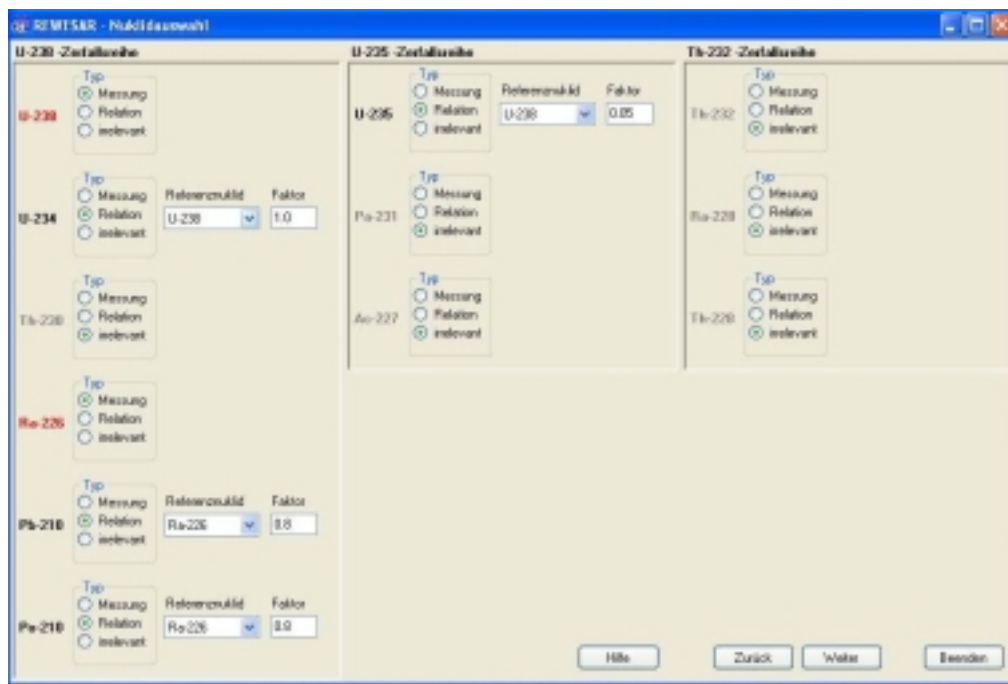 REWISAR - Nuklidauswahl
U-238 -Zerfallsreihe
U-238
Typ
Messung
Relation
irrelevant
U-234
Typ
Messung
Relation
irrelevant
Referenznuklid
U-238
Faktor
1.0
Th-230
Typ
Messung
Relation
irrelevant
Ra-226
Typ
Messung
Relation
irrelevant
Pb-210
Typ
Messung
Relation
irrelevant
Referenznuklid
Ra-226
Faktor
0.8
Po-210
Typ
Messung
Relation
irrelevant
Referenznuklid
Ra-226
Faktor
U-235 -Zerfallsreihe
U-235
Typ
Messung
Relation
irrelevant
Referenznuklid
U-238
Faktor
0.05
Pa-231
Typ
Messung
Relation
irrelevant
Ac-227
Typ
Messung
Relation
irrelevant
Th-232 -Zerfallsreihe
Th-232
Typ
Messung
Relation
irrelevant
Ra-228
Typ
Messung
Relation
irrelevant
Th-228
Typ
Messung
Relation
irrelevant
Hilfe
Zurück
Weiter
Beenden